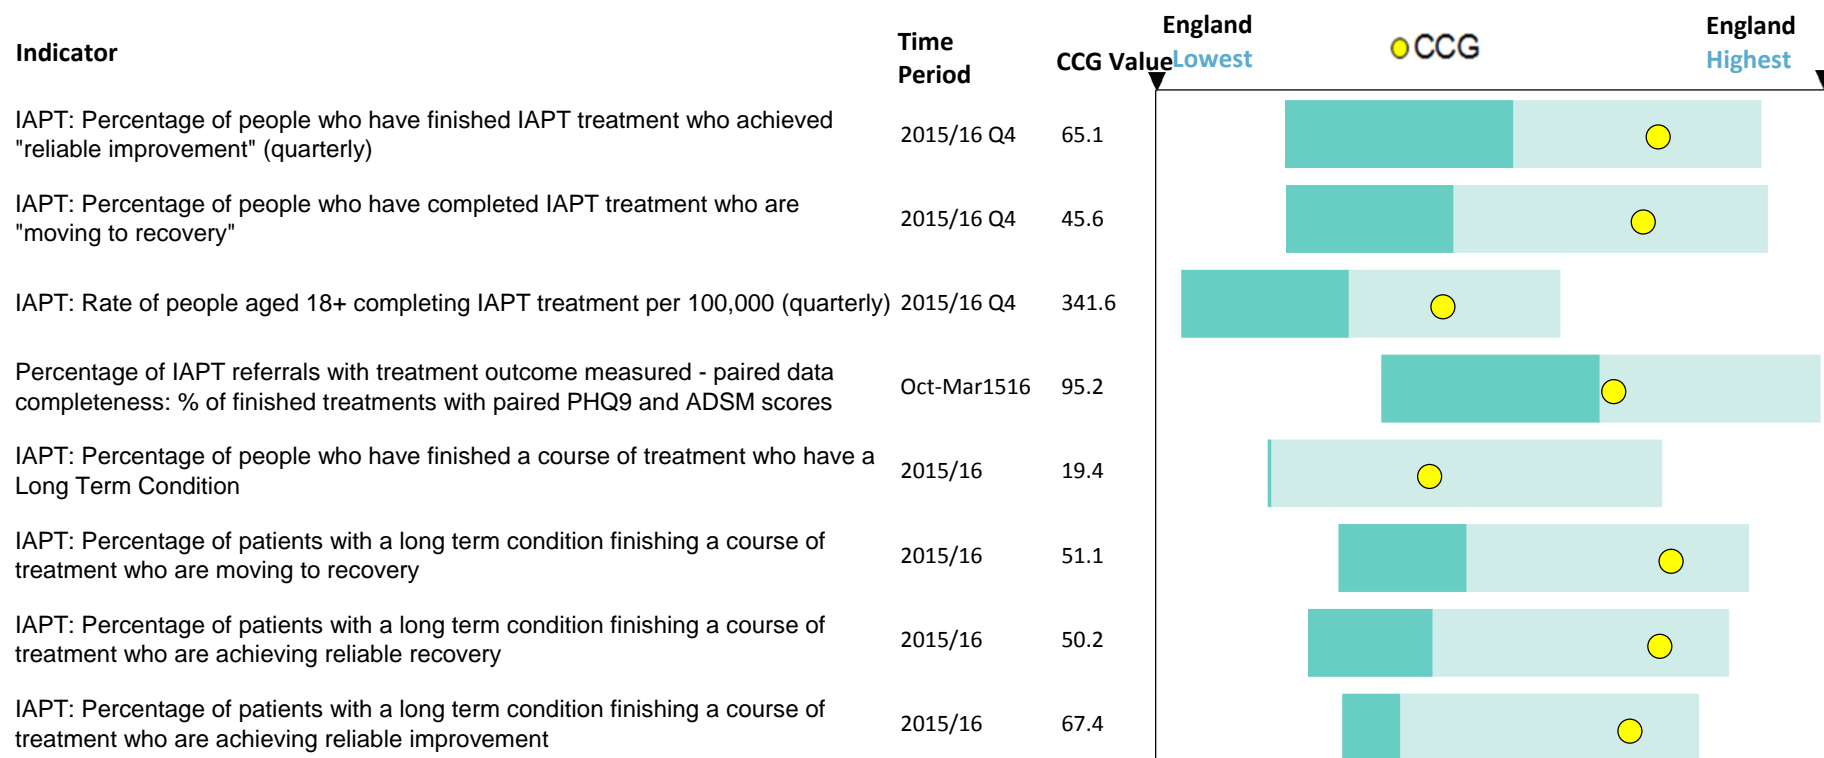 Indicator
Time
Period
CCG Value
England
Lowest
CCG
England
Highest
IAPT: Percentage of people who have finished IAPT treatment who achieved
"reliable improvement" (quarterly)
2015/16 Q4
65.1
IAPT: Percentage of people who have completed IAPT treatment who are
"moving to recovery"
2015/16 Q4
45.6
IAPT: Rate of people aged 18+ completing IAPT treatment per 100,000 (quarterly)
2015/16 Q4
341.6
Percentage of IAPT referrals with treatment outcome measured - paired data
completeness: % of finished treatments with paired PHQ9 and ADSM scores
Oct-Mar1516
95.2
IAPT: Percentage of people who have finished a course of treatment who have a
Long Term Condition
2015/16
19.4
IAPT: Percentage of patients with a long term condition finishing a course of
treatment who are moving to recovery
2015/16
51.1
IAPT: Percentage of patients with a long term condition finishing a course of
treatment who are achieving reliable recovery
2015/16
50.2
IAPT: Percentage of patients with a long term condition finishing a course of
treatment who are achieving reliable improvement
2015/16
67.4